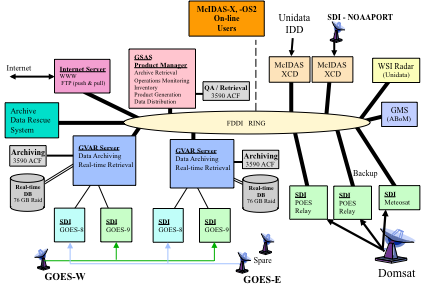 McIDAS-X, -OS2
On-line
Users
Unidata
IDD
SDI - NOAAPORT
Internet
Internet Server
WWW
FTP (push & pull)
GSAS
Product Manager
Archive Retrieval
Operations Monitoring
Inventory
Product Generation
Data Distribution
QA / Retrieval
3590 ACF
McIDAS
XCD
McIDAS
XCD
WSI Radar
(Unidata)
Archive
Data Rescue
System
FDDI RING
GMS
(ABoM)
Archiving
3590 ACF
GVAR Server
Data Archiving
Real-time Retrieval
GVAR Server
Data Archiving
Real-time Retrieval
Archiving
3590 ACF
Real-time
DB
76 GB Raid
Real-time
DB
76 GB Raid
Backup
SDI
GOES-8
SDI
GOES-9
SDI
GOES-8
SDI
GOES-9
SDI
POES
Relay
SDI
POES
Relay
SDI
Meteosat
Spare
GOES-W
GOES-E
Domsat